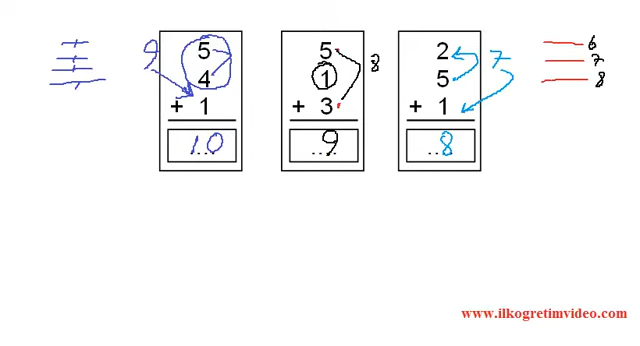 9 5 5 2 7 6
4 1 8 5 7
+ 1 + 3 + 1 8
10 9 8
www.ilkogretimvideo.com